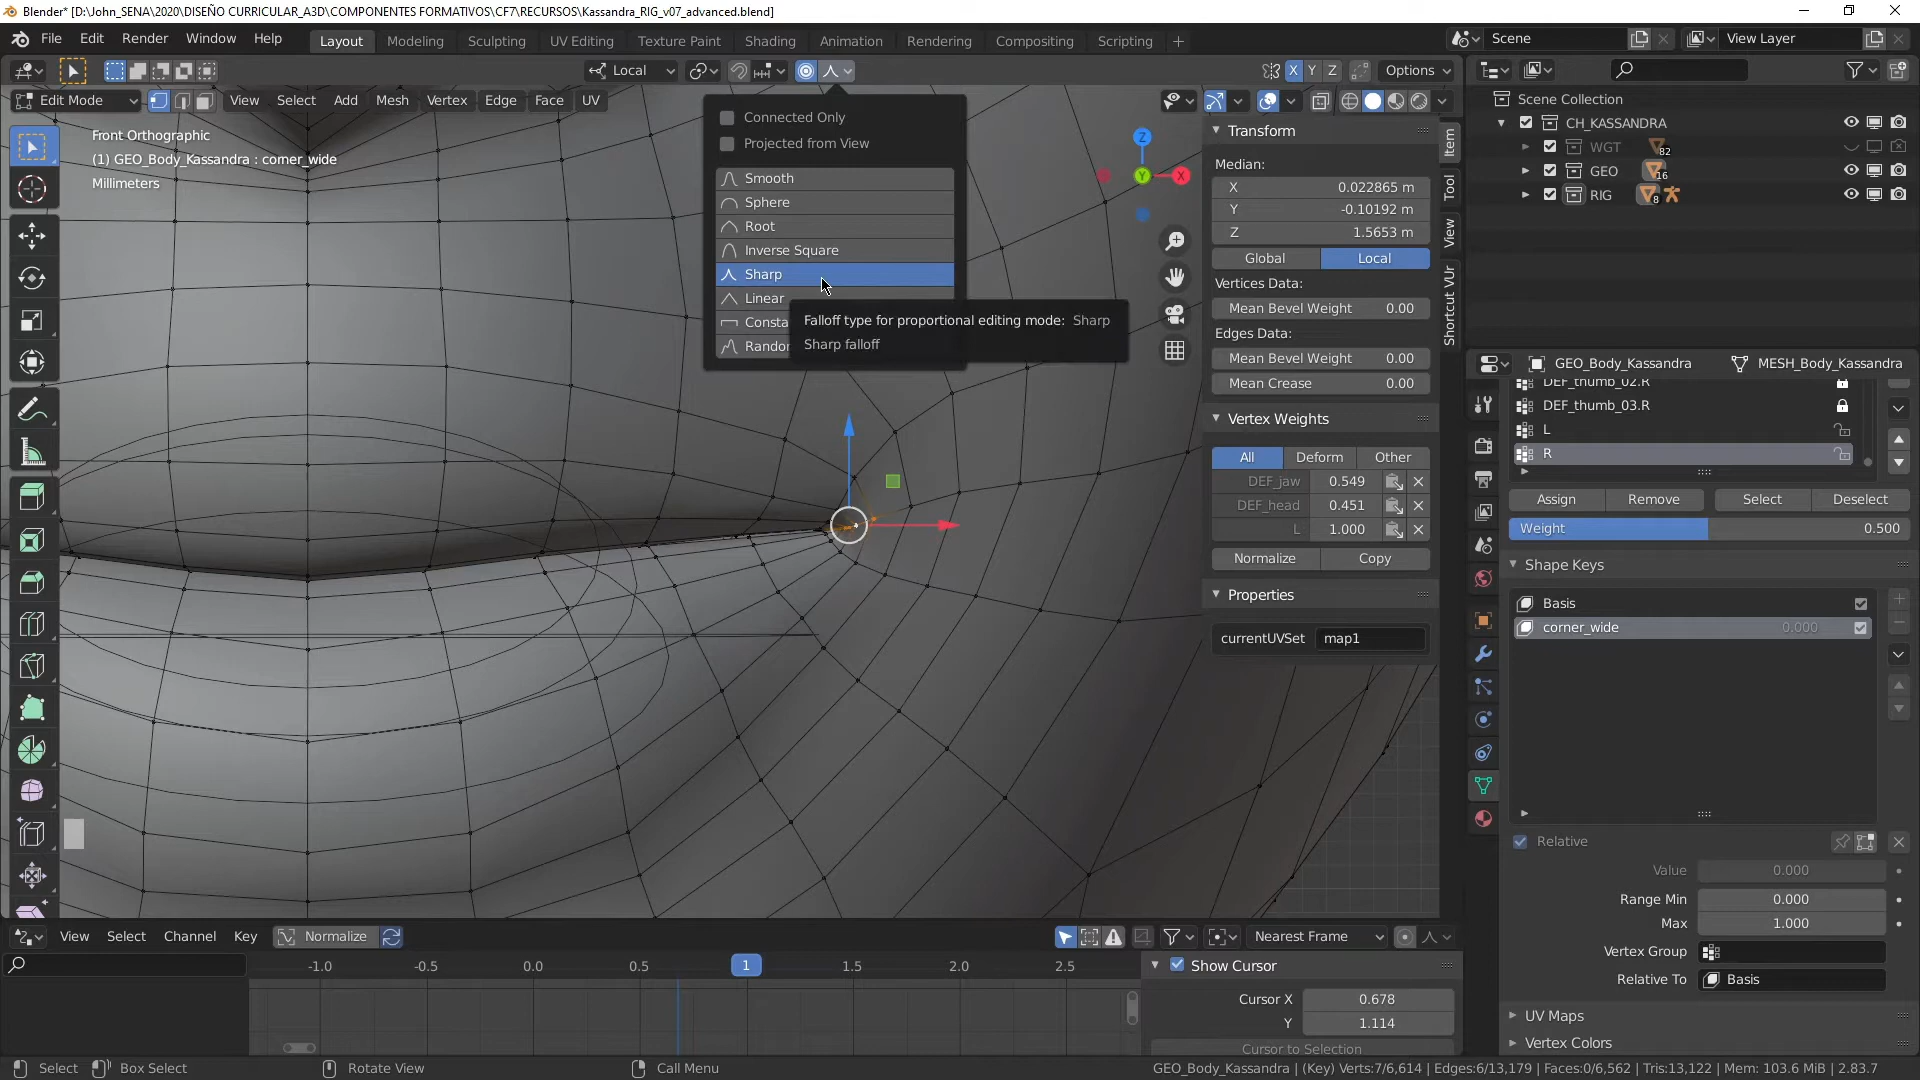 Blender* [D:\John_SENA\2020\DISEÑO CURRICULAR_A3D\COMPONENTES FORMATIVOS\CF7\RECURSOS\Kassandra_RIG_v07_advanced.blend]
File Edit Render Window Help Layout Modeling Sculpting UV Editing Texture Paint Shading Animation Rendering Compositing Scripting + Scene View Layer
Local X Y Z Options
Edit Mode View Select Add Mesh Vertex Edge Face UV
Front Orthographic
(1) GEO_Body_Kassandra : corner_wide
Millimeters
Connected Only
Projected from View
Smooth
Sphere
Root
Inverse Square
Sharp
Linear
Consta
Randor
Falloff type for proportional editing mode: Sharp
Sharp falloff
Z
Y
X
Transform
Median:
X 0.022865 m
Y -0.10192 m
Z 1.5653 m
Global Local
Vertices Data:
Mean Bevel Weight 0.00
Edges Data:
Mean Bevel Weight 0.00
Mean Crease 0.00
Vertex Weights
All Deform Other
DEF_jaw 0.549
DEF_head 0.451
L 1.000
Normalize Copy
Properties
currentUVSet map1
Item
Tool
View
Shortcut VUr
Scene Collection
CH_KASSANDRA
WGT 82
GEO 16
RIG 8
GEO_Body_Kassandra MESH_Body_Kassandra
DEF_thumb_02.R
DEF_thumb_03.R
L
R
Assign Remove Select Deselect
Weight 0.500
Shape Keys
Basis
corner_wide 0.000
Relative
Value 0.000
Range Min 0.000
Max 1.000
Vertex Group
Relative To Basis
UV Maps
Vertex Colors
View Select Channel Key Normalize Nearest Frame
-1.0 -0.5 0.0 0.5 1 1.5 2.0 2.5
Show Cursor
Cursor X 0.678
Y 1.114
Cursor to Selection
Select Box Select Rotate View Call Menu GEO_Body_Kassandra | (Key) Verts:7/6,614 | Edges:6/13,179 | Faces:0/6,562 | Tris:13,122 | Mem: 103.6 MiB | 2.83.7